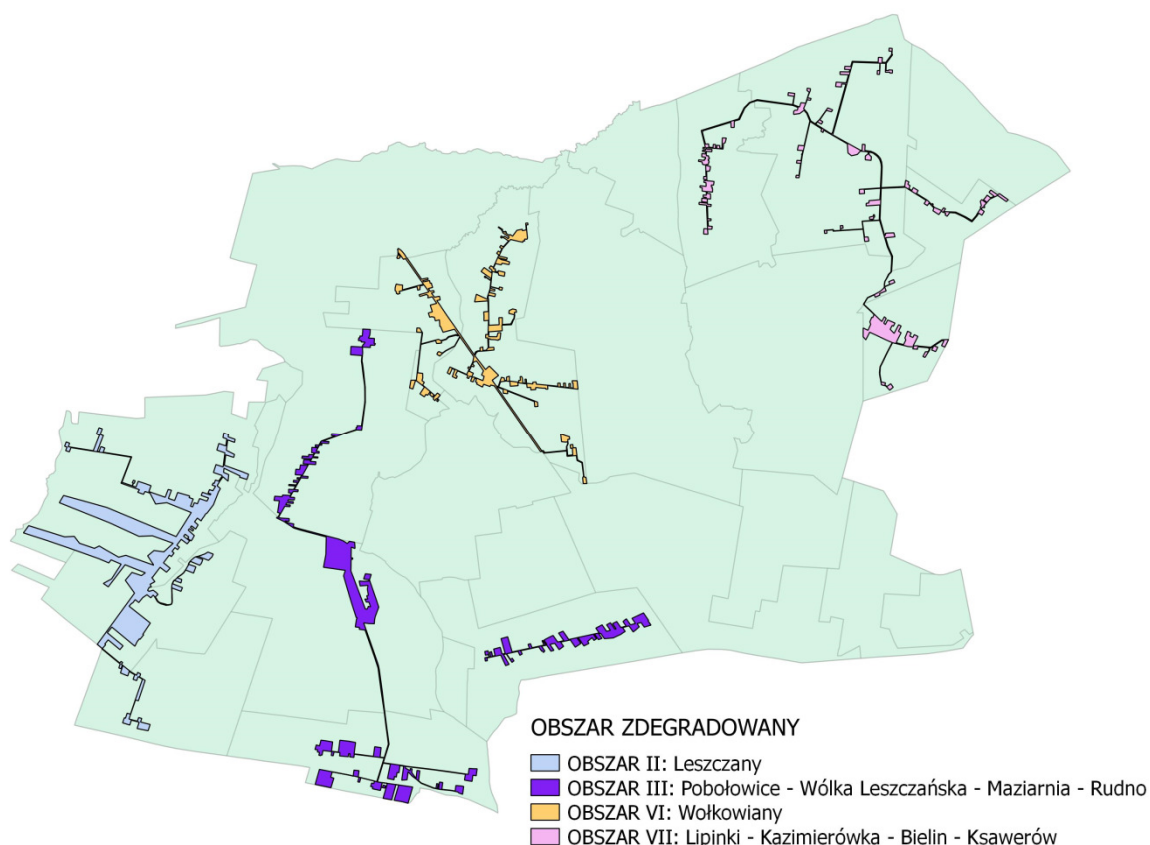 OBSZAR ZDEGRADOWANY
OBSZAR II: Leszczany
OBSZAR III: Pobołowice - Wólka Leszczańska - Maziarnia - Rudno
OBSZAR VI: Wołkowiany
OBSZAR VII: Lipinki - Kazimierówka - Bielin - Ksawerów